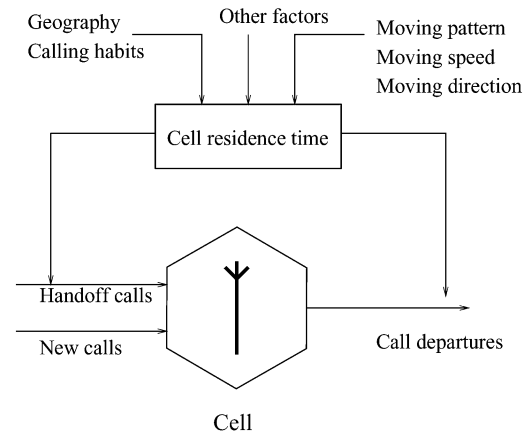 Geography
Calling habits
Other factors
Moving pattern
Moving speed
Moving direction
Cell residence time
Handoff calls
New calls
Call departures
Cell